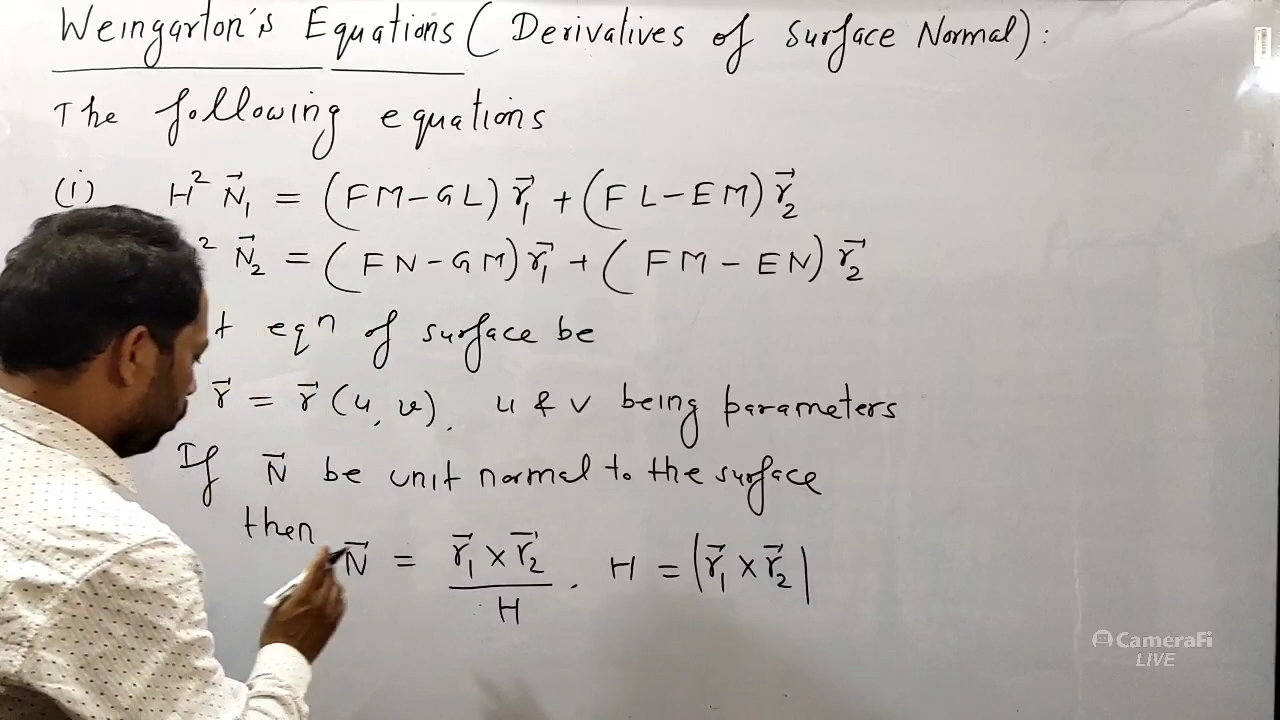 Weingarton's Equations (Derivatives of Surface Normal) :
The following equations
(i) H² N⃗₁ = (FM-GL) r⃗₁ + (FL-EM) r⃗₂
² N⃗₂ = (FN-GM) r⃗₁ + (FM-EN) r⃗₂
t eqn of surface be
r⃗ = r⃗ (u, v), u & v being parameters
If N⃗ be unit normal to the surface
then N⃗ = (r⃗₁ × r⃗₂)/H . H = |r⃗₁ × r⃗₂|
CameraFi
LIVE